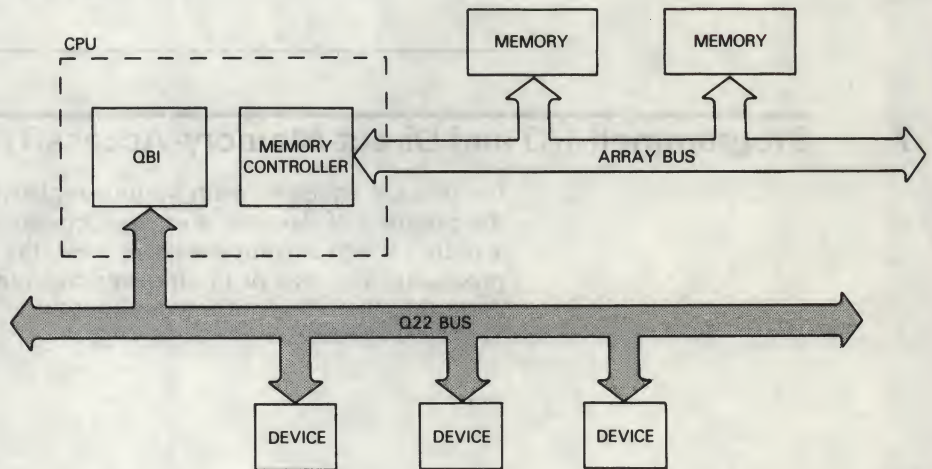 CPU
MEMORY
MEMORY
QBI
MEMORY
CONTROLLER
ARRAY BUS
Q22 BUS
DEVICE
DEVICE
DEVICE